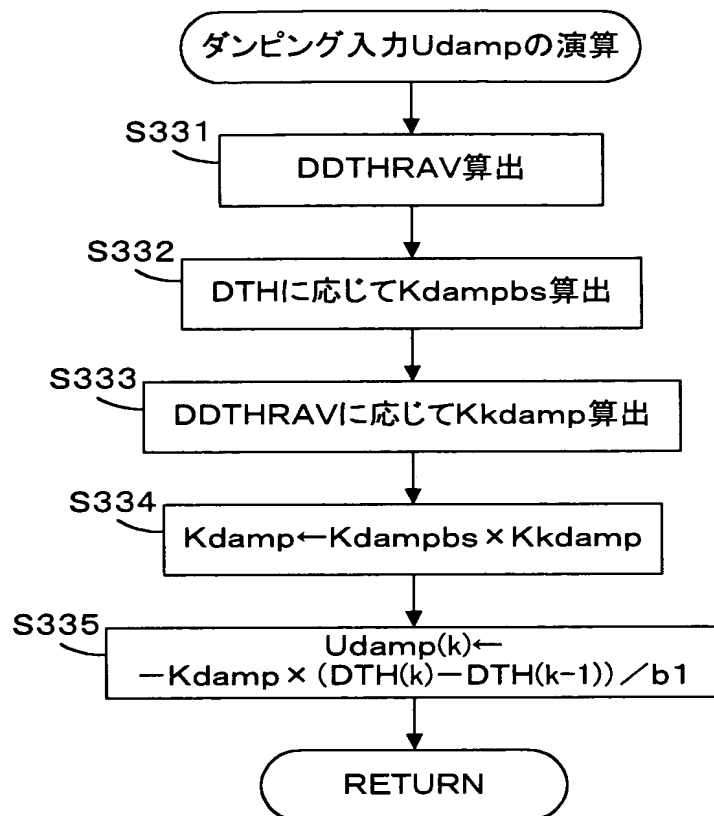 ダンピング入力Udampの演算
S331
DDTHRAV算出
S332
DTHに応じてKdampbs算出
S333
DDTHRAVに応じてKkdamp算出
S334
Kdamp←Kdampbs×Kkdamp
S335
Udamp(k)←
－Kdamp×(DTH(k)－DTH(k-1))／b1
RETURN